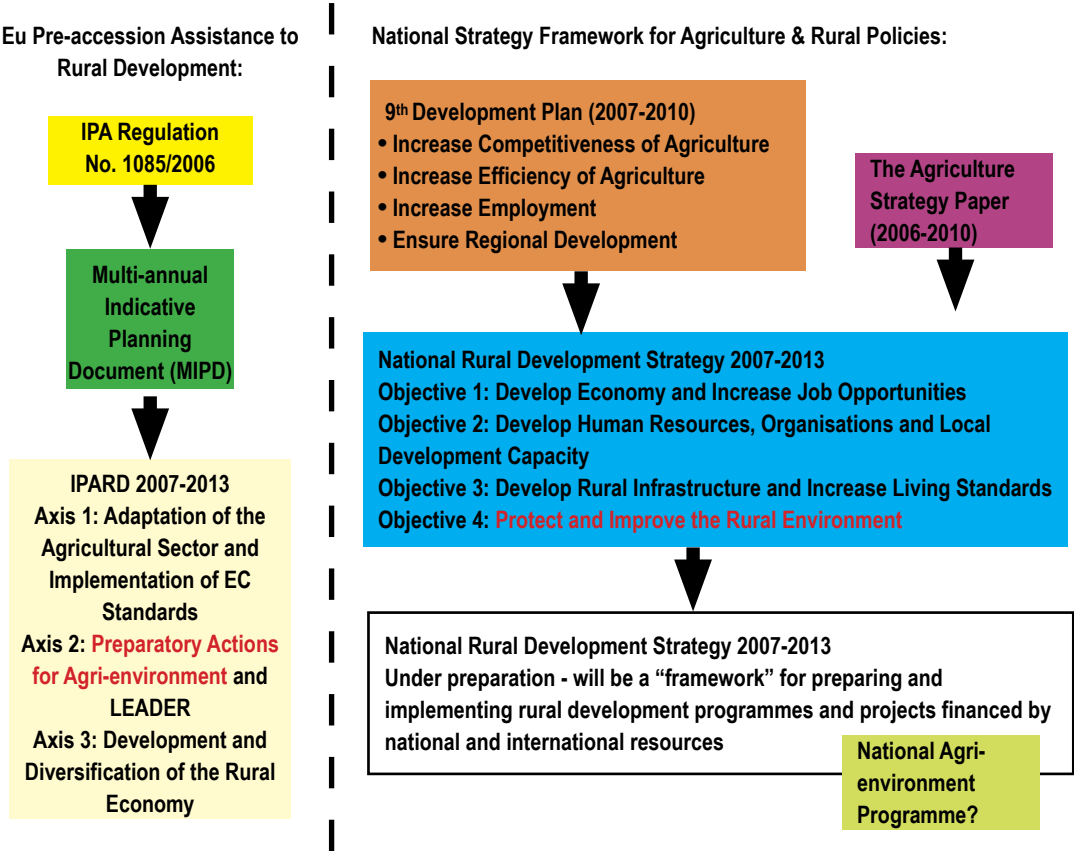 Eu Pre-accession Assistance to
Rural Development:
IPA Regulation
No. 1085/2006
Multi-annual
Indicative
Planning
Document (MIPD)
IPARD 2007-2013
Axis 1: Adaptation of the
Agricultural Sector and
Implementation of EC
Standards
Axis 2: Preparatory Actions
for Agri-environment and
LEADER
Axis 3: Development and
Diversification of the Rural
Economy
National Strategy Framework for Agriculture & Rural Policies:
9th Development Plan (2007-2010)
• Increase Competitiveness of Agriculture
• Increase Efficiency of Agriculture
• Increase Employment
• Ensure Regional Development
The Agriculture
Strategy Paper
(2006-2010)
National Rural Development Strategy 2007-2013
Objective 1: Develop Economy and Increase Job Opportunities
Objective 2: Develop Human Resources, Organisations and Local
Development Capacity
Objective 3: Develop Rural Infrastructure and Increase Living Standards
Objective 4: Protect and Improve the Rural Environment
National Rural Development Strategy 2007-2013
Under preparation - will be a “framework” for preparing and
implementing rural development programmes and projects financed by
national and international resources
National Agri-
environment
Programme?